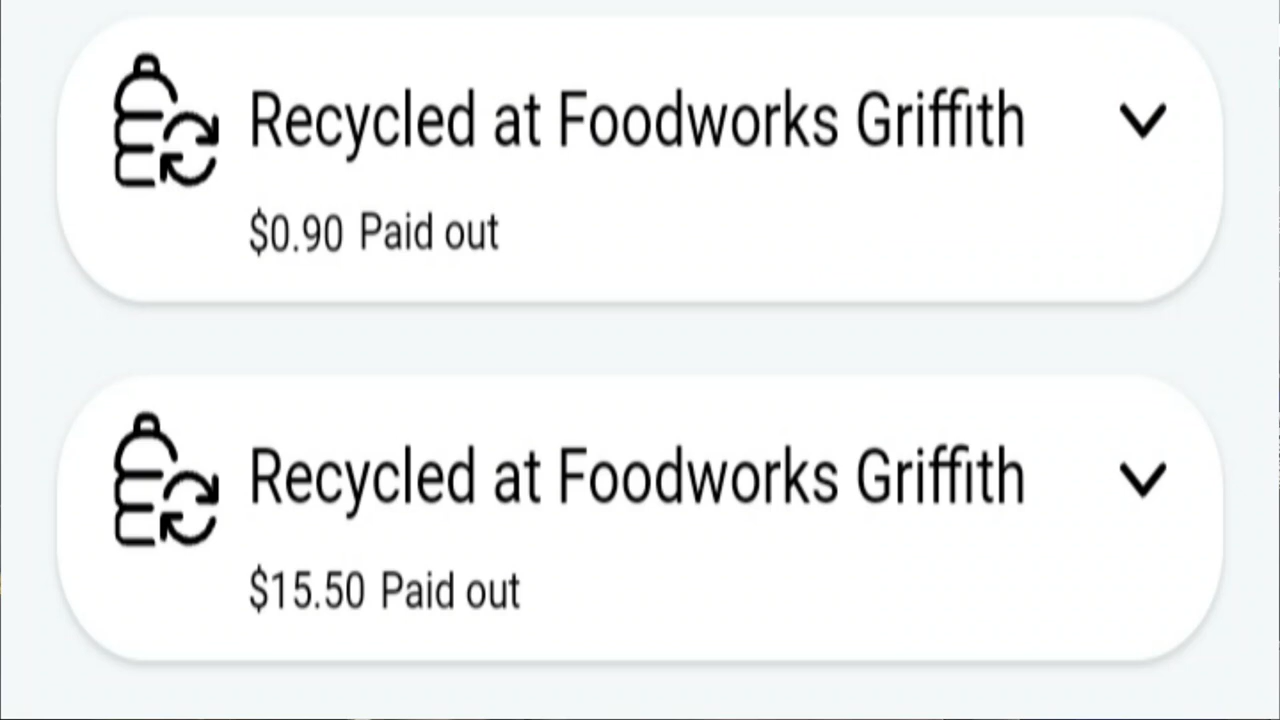 Recycled at Foodworks Griffith
$0.90 Paid out
Recycled at Foodworks Griffith
$15.50 Paid out